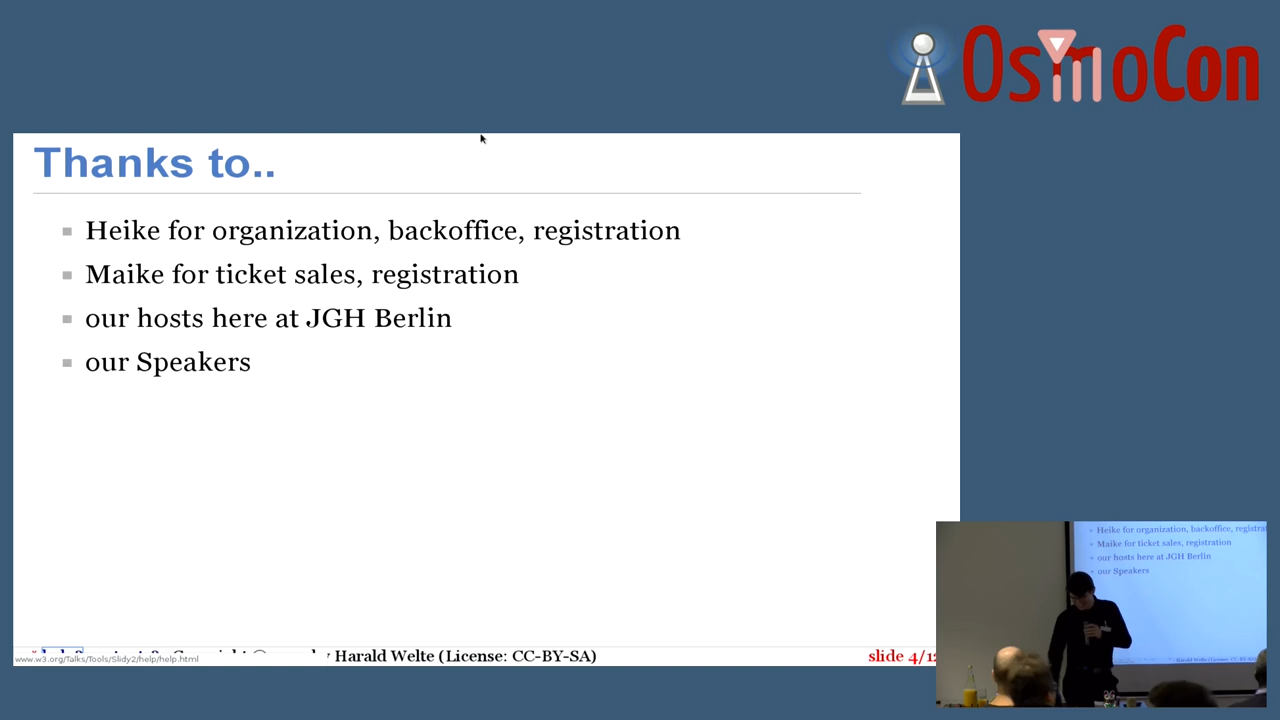 OsmoCon
Thanks to..
Heike for organization, backoffice, registration
Maike for ticket sales, registration
our hosts here at JGH Berlin
our Speakers
www.w3.org/Talks/Tools/Slidy2/help/help.html
Harald Welte (License: CC-BY-SA)
slide 4/12
Heike for organization, backoffice, registrat
Maike for ticket sales, registration
our hosts here at JGH Berlin
our Speakers